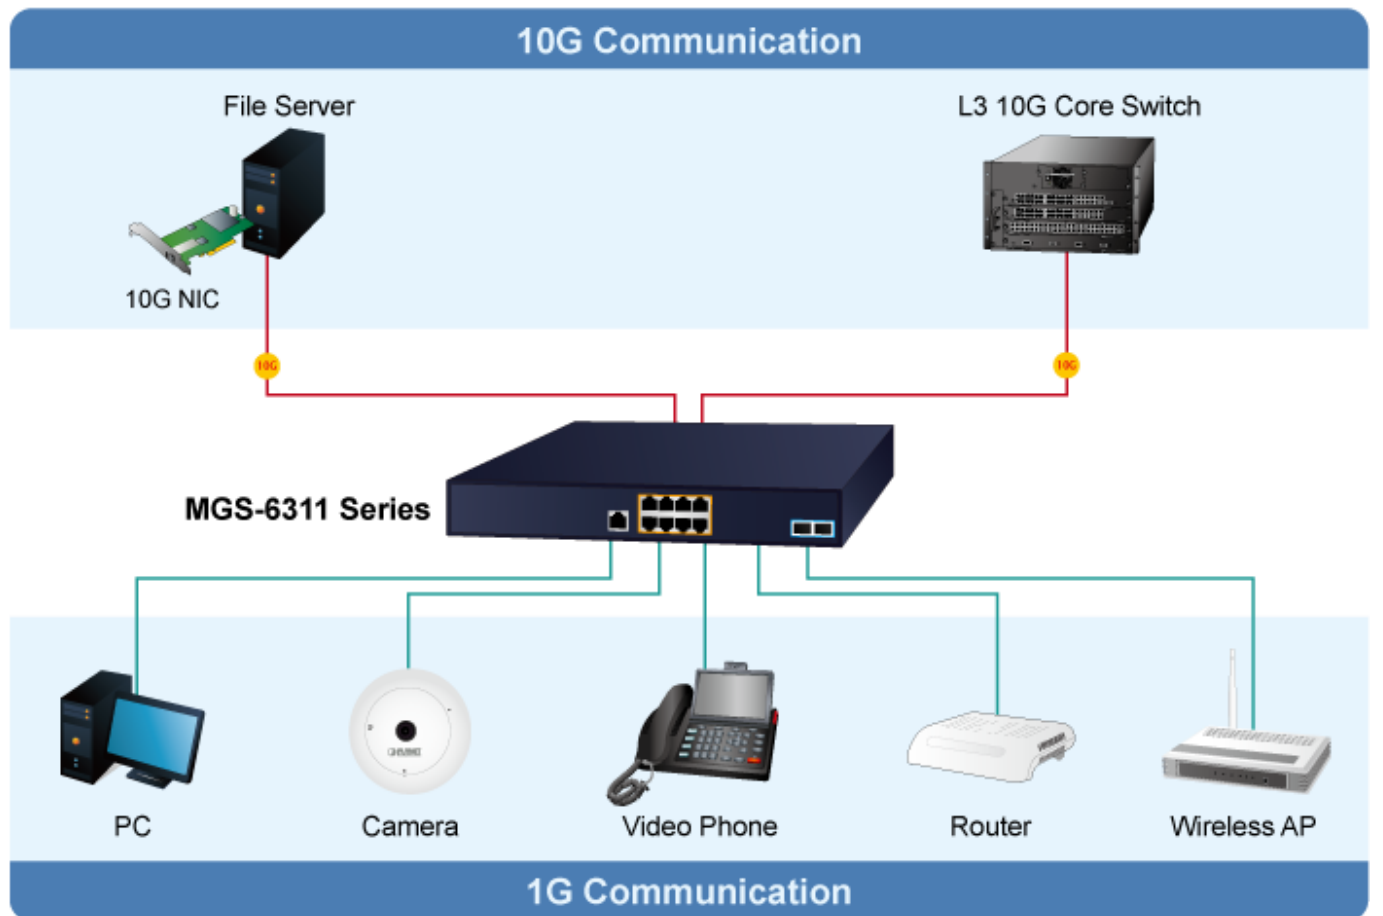 10G Communication
File Server
L3 10G Core Switch
10G NIC
10G
10G
MGS-6311 Series
PC
Camera
Video Phone
Router
Wireless AP
1G Communication